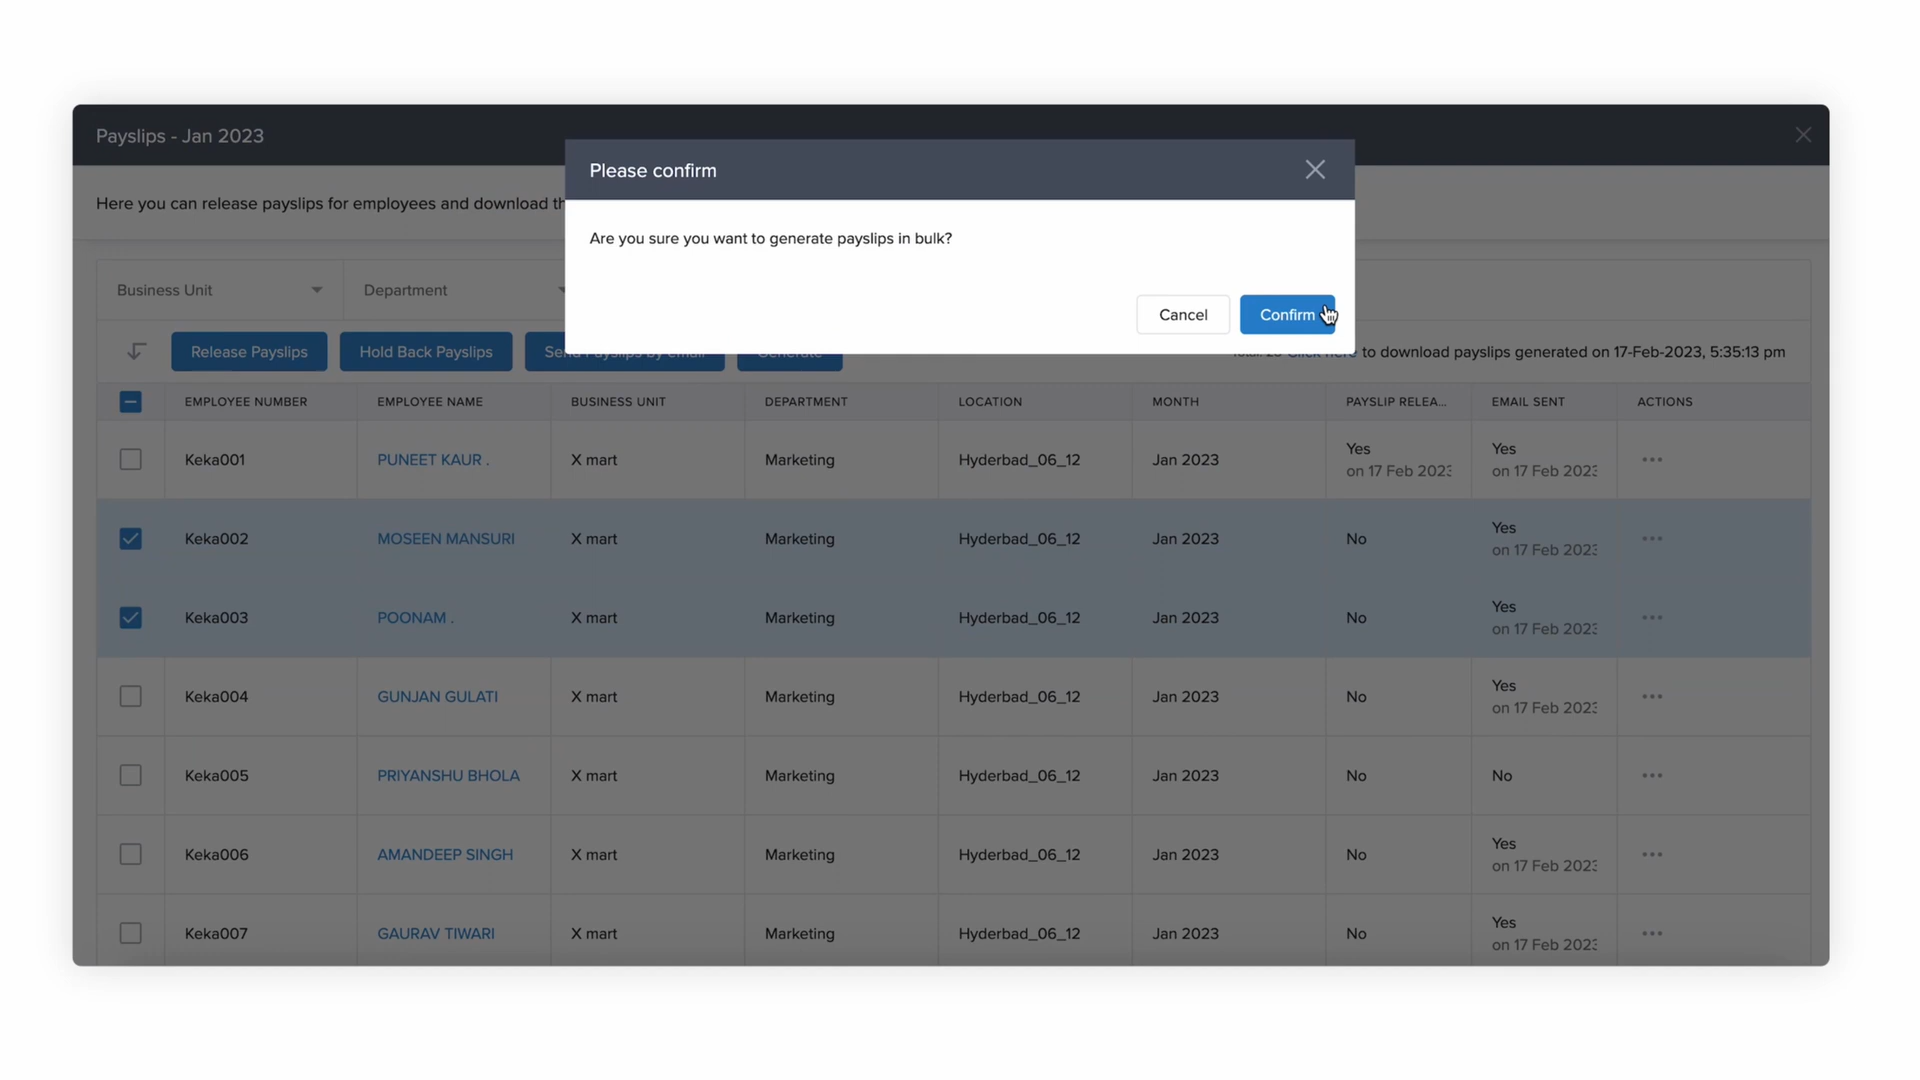 Payslips - Jan 2023
Please confirm
Here you can release payslips for employees and download
Are you sure you want to generate payslips in bulk?
Business Unit Department
Cancel Confirm
Release Payslips Hold Back Payslips Send Payslips by email Generate Click here to download payslips generated on 17-Feb-2023, 5:35:13 pm
EMPLOYEE NUMBER EMPLOYEE NAME BUSINESS UNIT DEPARTMENT LOCATION MONTH PAYSLIP RELEA... EMAIL SENT ACTIONS
Keka001 PUNEET KAUR . X mart Marketing Hyderbad_06_12 Jan 2023 Yes Yes
on 17 Feb 2023 on 17 Feb 2023
Keka002 MOSEEN MANSURI X mart Marketing Hyderbad_06_12 Jan 2023 No Yes
on 17 Feb 2023
Keka003 POONAM . X mart Marketing Hyderbad_06_12 Jan 2023 No Yes
on 17 Feb 2023
Keka004 GUNJAN GULATI X mart Marketing Hyderbad_06_12 Jan 2023 No Yes
on 17 Feb 2023
Keka005 PRIYANSHU BHOLA X mart Marketing Hyderbad_06_12 Jan 2023 No No
Keka006 AMANDEEP SINGH X mart Marketing Hyderbad_06_12 Jan 2023 No Yes
on 17 Feb 2023
Keka007 GAURAV TIWARI X mart Marketing Hyderbad_06_12 Jan 2023 No Yes
on 17 Feb 2023